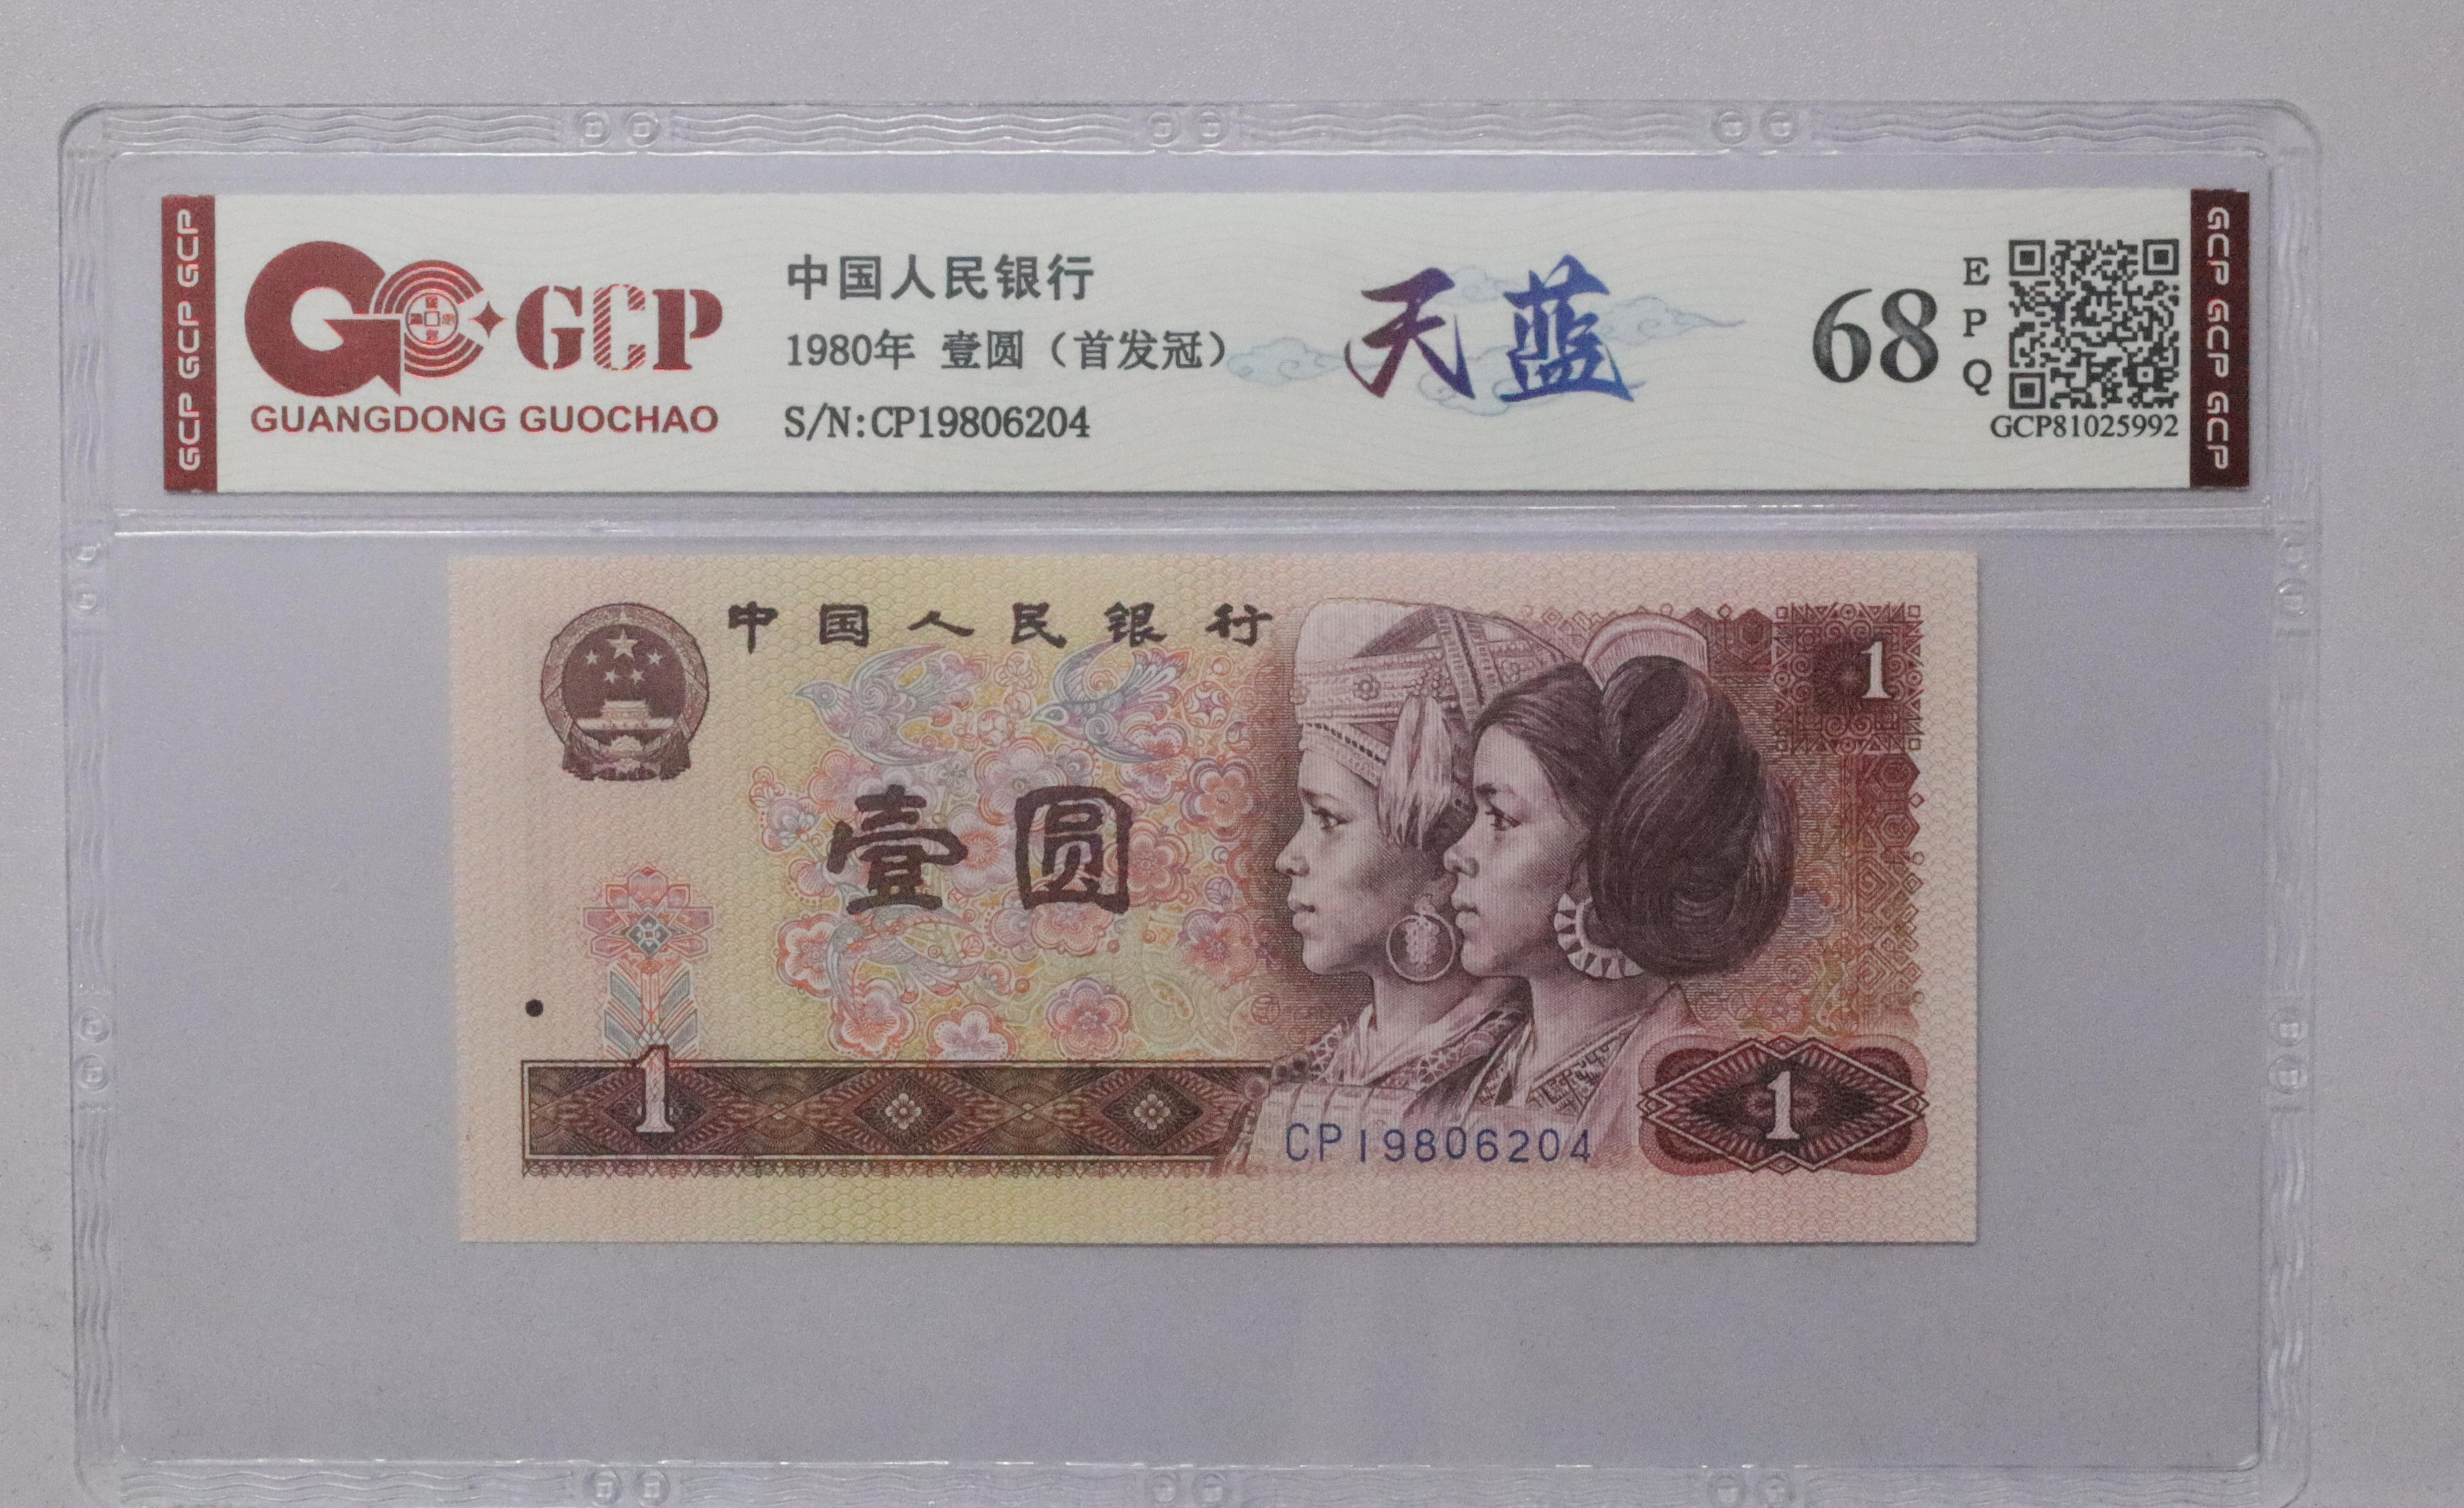 GCP GCP GCP
GCP
GUANGDONG GUOCHAO
中国人民银行
1980年 壹圆（首发冠）
S/N:CP19806204
天蓝
68
E
P
Q
GCP81025992
GCP GCP GCP
中国人民银行
1
壹圆
1
CP19806204
1